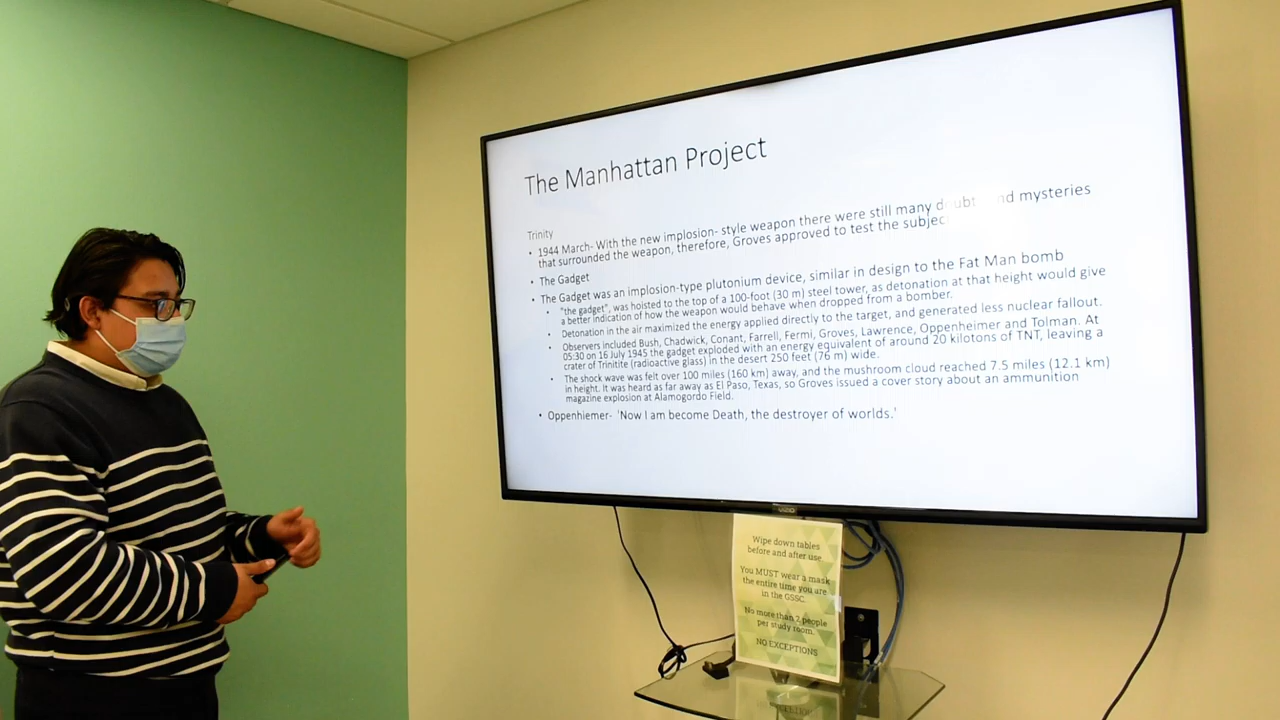 The Manhattan Project
Trinity
• 1944 March- With the new implosion- style weapon there were still many doubt nd mysteries
that surrounded the weapon, therefore, Groves approved to test the subjec
• The Gadget
• The Gadget was an implosion-type plutonium device, similar in design to the Fat Man bomb
• "the gadget", was hoisted to the top of a 100-foot (30 m) steel tower, as detonation at that height would give
a better indication of how the weapon would behave when dropped from a bomber.
• Detonation in the air maximized the energy applied directly to the target, and generated less nuclear fallout.
• Observers included Bush, Chadwick, Conant, Farrell, Fermi, Groves, Lawrence, Oppenheimer and Tolman. At
05:30 on 16 July 1945 the gadget exploded with an energy equivalent of around 20 kilotons of TNT, leaving a
crater of Trinitite (radioactive glass) in the desert 250 feet (76 m) wide.
• The shock wave was felt over 100 miles (160 km) away, and the mushroom cloud reached 7.5 miles (12.1 km)
in height. It was heard as far away as El Paso, Texas, so Groves issued a cover story about an ammunition
magazine explosion at Alamogordo Field.
• Oppenhiemer- 'Now I am become Death, the destroyer of worlds.'
VIZIO
Wipe down tables
before and after use.
You MUST wear a mask
the entire time you are
in the GSSC.
No more than 2 people
per study room.
NO EXCEPTIONS